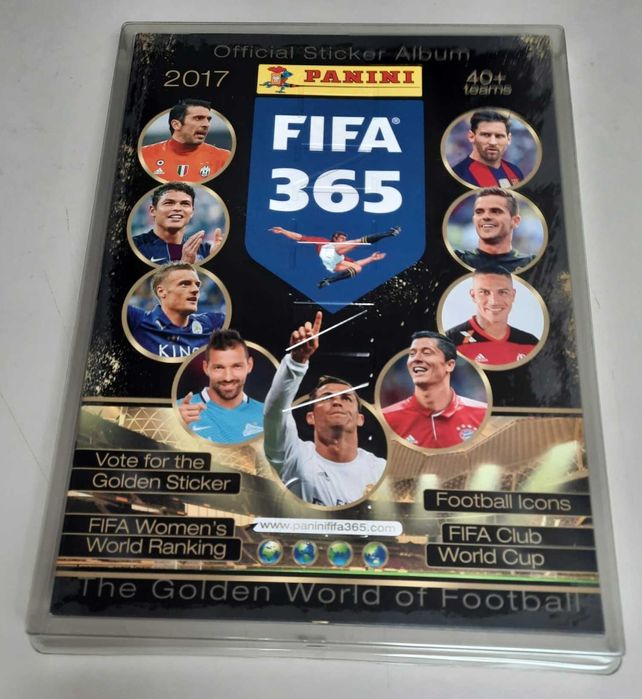 Official Sticker Album
2017
PANINI
40+
teams
FIFA®
365
KING
Vote for the
Golden Sticker
Football Icons
FIFA Women's
World Ranking
www.paninififa365.com
FIFA Club
World Cup
The Golden World of Football